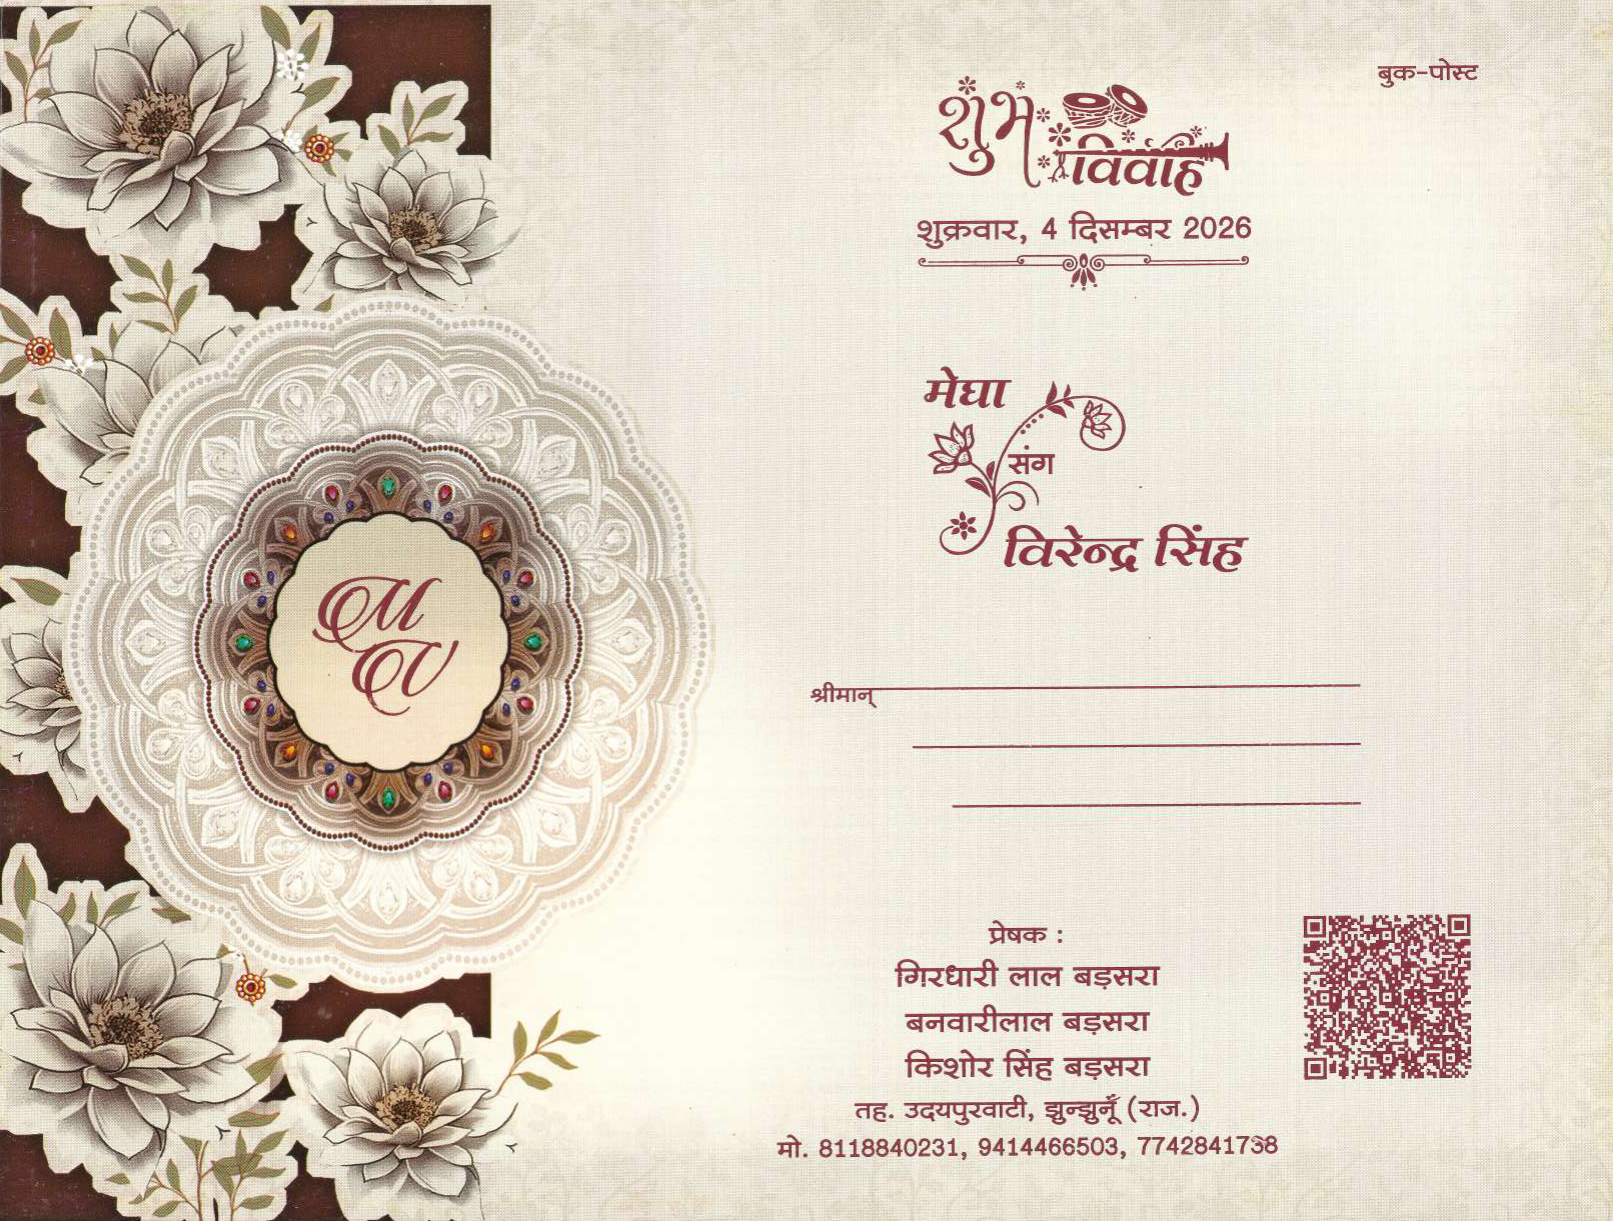 बुक-पोस्ट
शुभ
विवाह
शुक्रवार, 4 दिसम्बर 2026
मेघा
संग
विरेन्द्र सिंह
M
V
श्रीमान्
प्रेषक :
गिरधारी लाल बड़सरा
बनवारीलाल बड़सरा
किशोर सिंह बड़सरा
तह. उदयपुरवाटी, झुन्झुनूँ (राज.)
मो. 8118840231, 9414466503, 7742841738